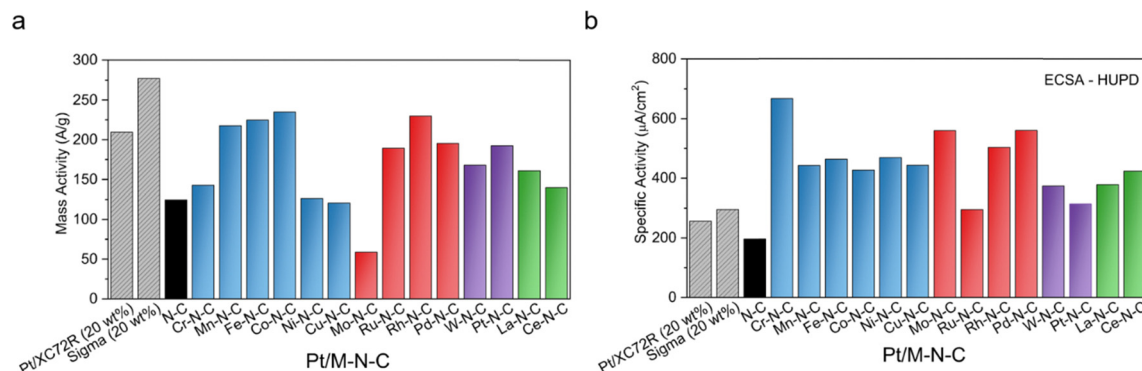 a
Mass Activity (A/g)
300
250
200
150
100
50
0
Pt/XC72R (20 wt%)
Sigma (20 wt%)
N-C
Cr-N-C
Mn-N-C
Fe-N-C
Co-N-C
Ni-N-C
Cu-N-C
Mo-N-C
Ru-N-C
Rh-N-C
Pd-N-C
W-N-C
Pt-N-C
La-N-C
Ce-N-C
Pt/M-N-C
b
ECSA - HUPD
Specific Activity (µA/cm²)
800
600
400
200
0
Pt/XC72R (20 wt%)
Sigma (20 wt%)
N-C
Cr-N-C
Mn-N-C
Fe-N-C
Co-N-C
Ni-N-C
Cu-N-C
Mo-N-C
Ru-N-C
Rh-N-C
Pd-N-C
W-N-C
Pt-N-C
La-N-C
Ce-N-C
Pt/M-N-C